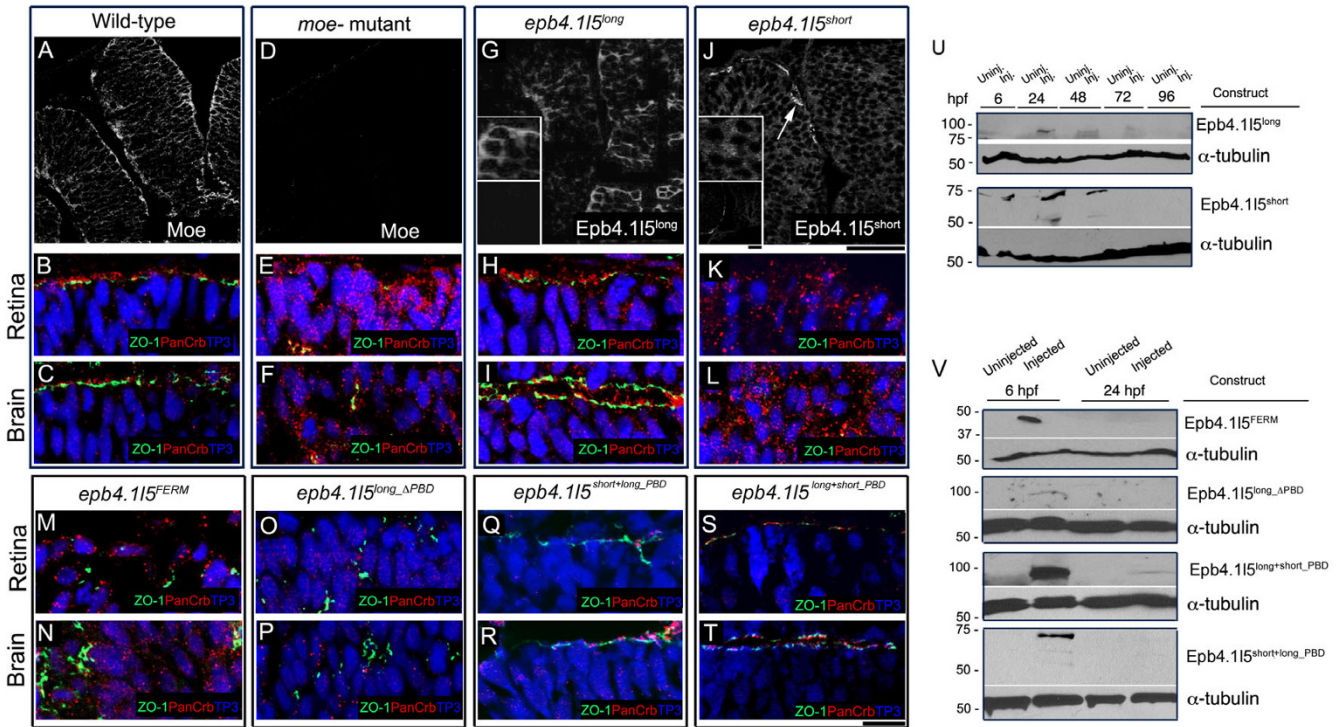 Wild-type
moe- mutant
epb4.1l5long
epb4.1l5short
A
D
G
J
Moe
Moe
Epb4.1l5long
Epb4.1l5short
Retina
B
E
H
K
ZO-1PanCrbTP3
ZO-1PanCrbTP3
ZO-1PanCrbTP3
ZO-1PanCrbTP3
Brain
C
F
I
L
ZO-1PanCrbTP3
ZO-1PanCrbTP3
ZO-1PanCrbTP3
ZO-1PanCrbTP3
epb4.1l5FERM
epb4.1l5long_ΔPBD
epb4.1l5short+long_PBD
epb4.1l5long+short_PBD
Retina
M
O
Q
S
ZO-1PanCrbTP3
ZO-1PanCrbTP3
ZO-1PanCrbTP3
ZO-1PanCrbTP3
Brain
N
P
R
T
ZO-1PanCrbTP3
ZO-1PanCrbTP3
ZO-1PanCrbTP3
ZO-1PanCrbTP3
U
Uninj. Inj. Uninj. Inj. Uninj. Inj. Uninj. Inj. Uninj. Inj.
hpf 6 24 48 72 96 Construct
100 -
75 -
Epb4.1l5long
50 -
α-tubulin
75 -
Epb4.1l5short
50 -
α-tubulin
50 -
V
Uninjected Injected Uninjected Injected
6 hpf 24 hpf Construct
50 -
Epb4.1l5FERM
37 -
50 -
α-tubulin
100 -
Epb4.1l5long_ΔPBD
50 -
α-tubulin
100 -
Epb4.1l5long+short_PBD
50 -
α-tubulin
75 -
Epb4.1l5short+long_PBD
50 -
α-tubulin
50 -